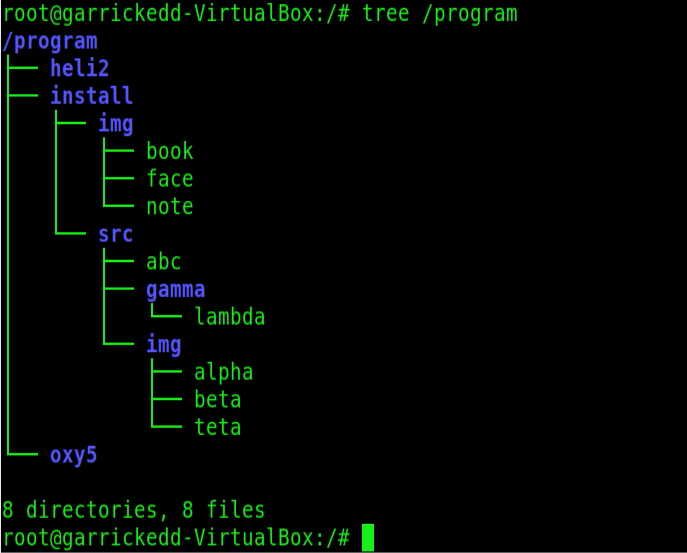 root@garrickedd-VirtualBox:/# tree /program
/program
├── heli2
├── install
│   ├── img
│   │   ├── book
│   │   ├── face
│   │   └── note
│   └── src
│       ├── abc
│       ├── gamma
│       │   └── lambda
│       └── img
│           ├── alpha
│           ├── beta
│           └── teta
└── oxy5
8 directories, 8 files
root@garrickedd-VirtualBox:/#